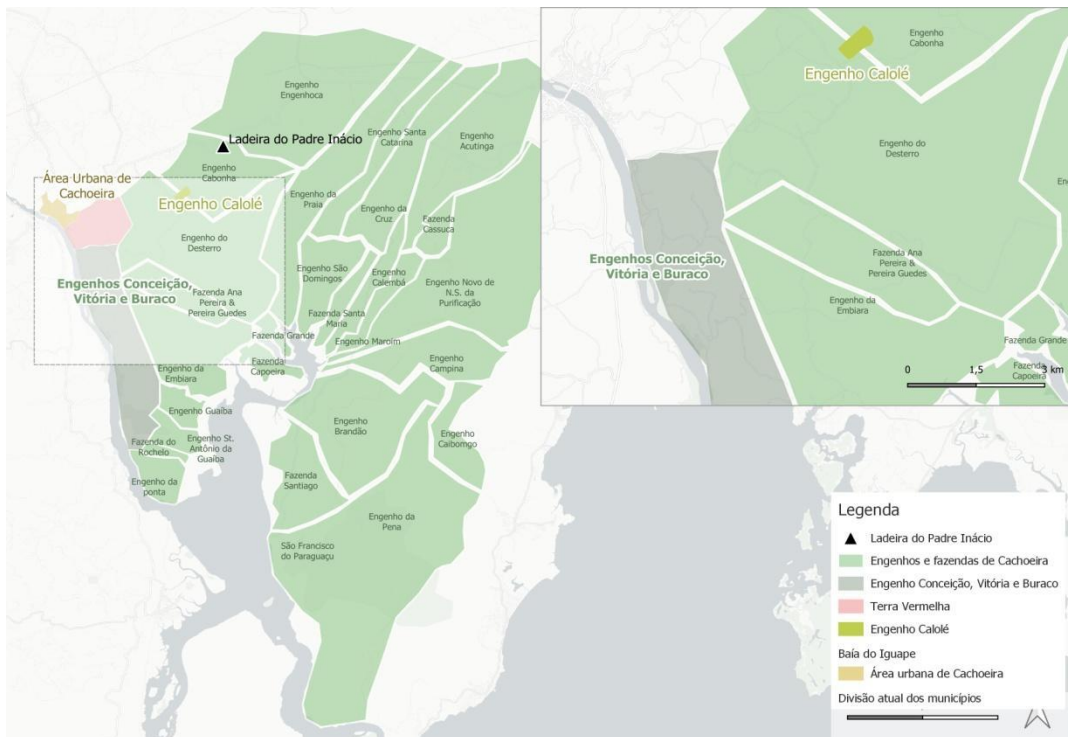 Engenho
Engenhoca
Ladeira do Padre Inácio
Engenho Santa
Catarina
Engenho
Acutinga
Engenho
Cabonha
Área Urbana de
Cachoeira
Engenho Calolé
Engenho
da Praia
Engenho da
Cruz
Fazenda
Cassuca
Engenho do
Desterro
Engenhos Conceição,
Vitória e Buraco
Engenho São
Domingos
Engenho
Calembá
Engenho Novo de
N.S. da
Purificação
Fazenda Ana
Pereira &
Pereira Guedes
Fazenda Santa
Maria
Fazenda Grande
Engenho Maroim
Fazenda
Capoeira
Engenho da
Embiara
Engenho
Campina
Engenho Guaíba
Engenho
Brandão
Engenho
Caibomgo
Fazenda do
Rochelo
Engenho St.
Antônio da
Guaíba
Engenho da
ponta
Fazenda
Santiago
Engenho da
Pena
São Francisco
do Paraguaçu
Engenho
Cabonha
Engenho Calolé
Engenho do
Desterro
Engenhos Conceição,
Vitória e Buraco
Fazenda Ana
Pereira &
Pereira Guedes
Engenho da
Embiara
Fazenda Grande
Fazenda
Capoeira
0 1,5 3 km
Legenda
Ladeira do Padre Inácio
Engenhos e fazendas de Cachoeira
Engenho Conceição, Vitória e Buraco
Terra Vermelha
Engenho Calolé
Baía do Iguape
Área urbana de Cachoeira
Divisão atual dos municípios